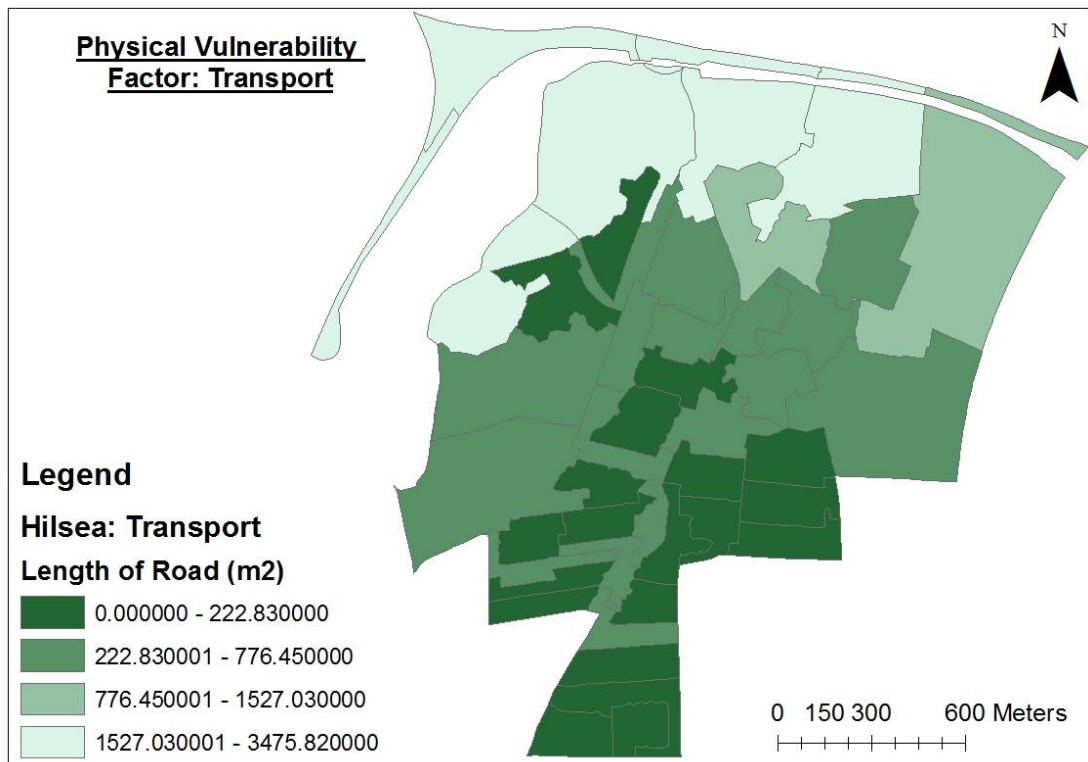 Physical Vulnerability
Factor: Transport
N
Legend
Hilsea: Transport
Length of Road (m2)
0.000000 - 222.830000
222.830001 - 776.450000
776.450001 - 1527.030000
1527.030001 - 3475.820000
0 150 300 600 Meters